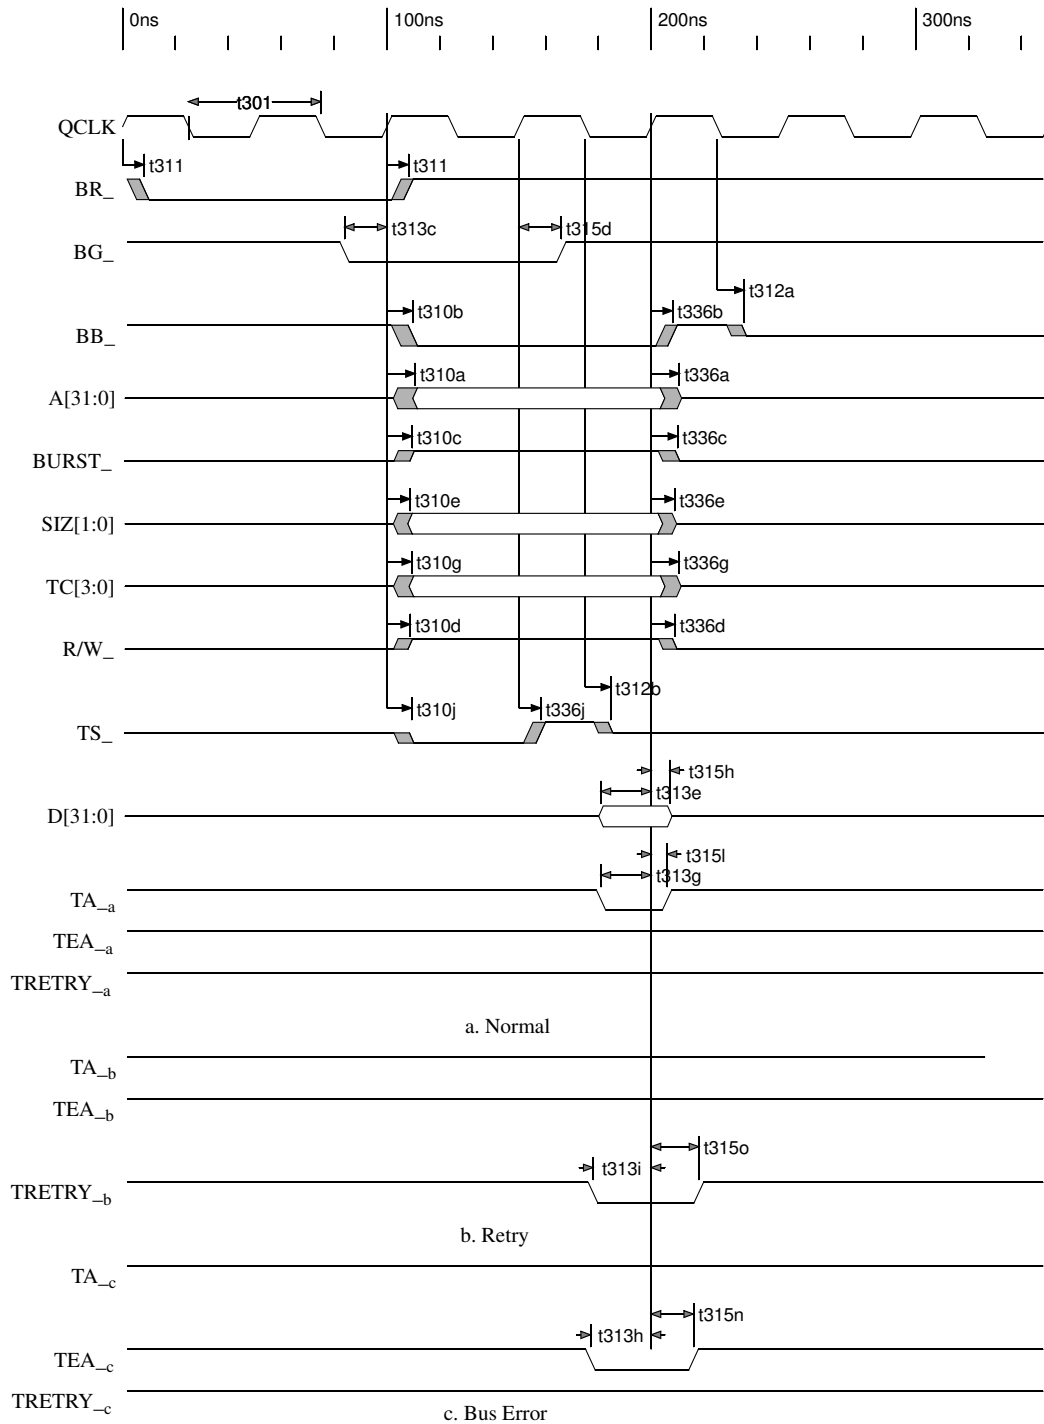 0ns 100ns 200ns 300ns
t301
QCLK
t311 t311
BR_
t313c t315d
BG_
t312a
t310b t336b
BB_
t310a t336a
A[31:0]
t310c t336c
BURST_
t310e t336e
SIZ[1:0]
t310g t336g
TC[3:0]
t310d t336d
R/W_
t312b
t310j t336j
TS_
t315h
t313e
D[31:0]
t315l
t313g
TA_a
TEA_a
TRETRY_a
a. Normal
TA_b
TEA_b
t315o
t313i
TRETRY_b
b. Retry
TA_c
t315n
t313h
TEA_c
TRETRY_c
c. Bus Error